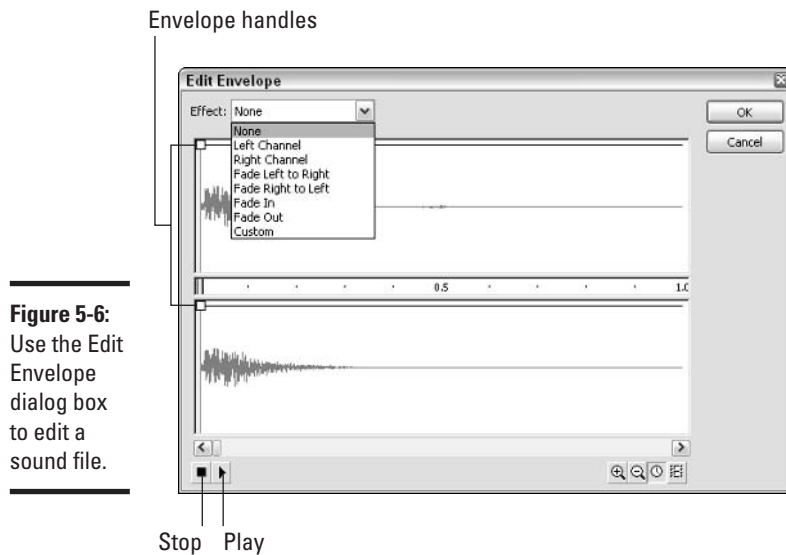 Envelope handles
Edit Envelope
Effect: None
None
Left Channel
Right Channel
Fade Left to Right
Fade Right to Left
Fade In
Fade Out
Custom
OK
Cancel
0.5
1.0
Figure 5-6:
Use the Edit
Envelope
dialog box
to edit a
sound file.
Stop Play